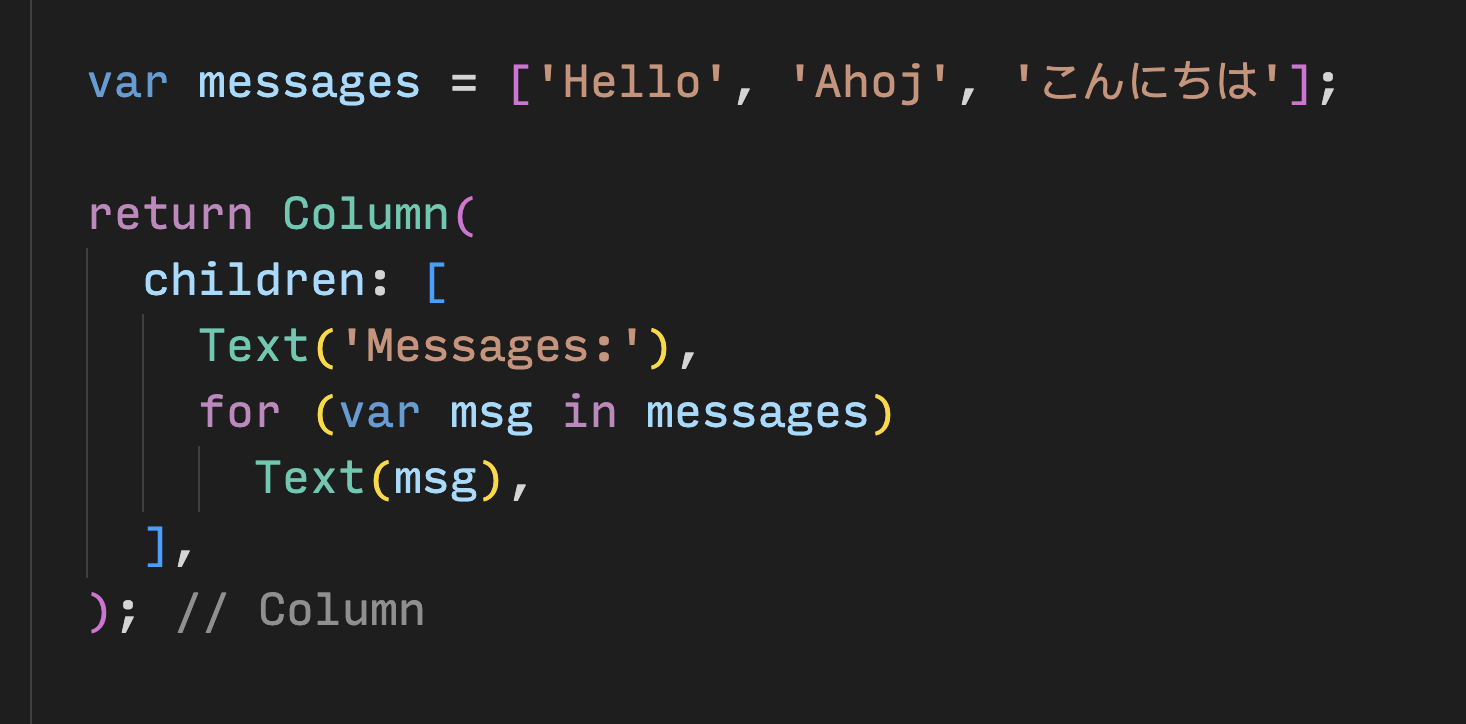 var messages = ['Hello', 'Ahoj', 'こんにちは'];
return Column(
children: [
Text('Messages:'),
for (var msg in messages)
Text(msg),
],
); // Column